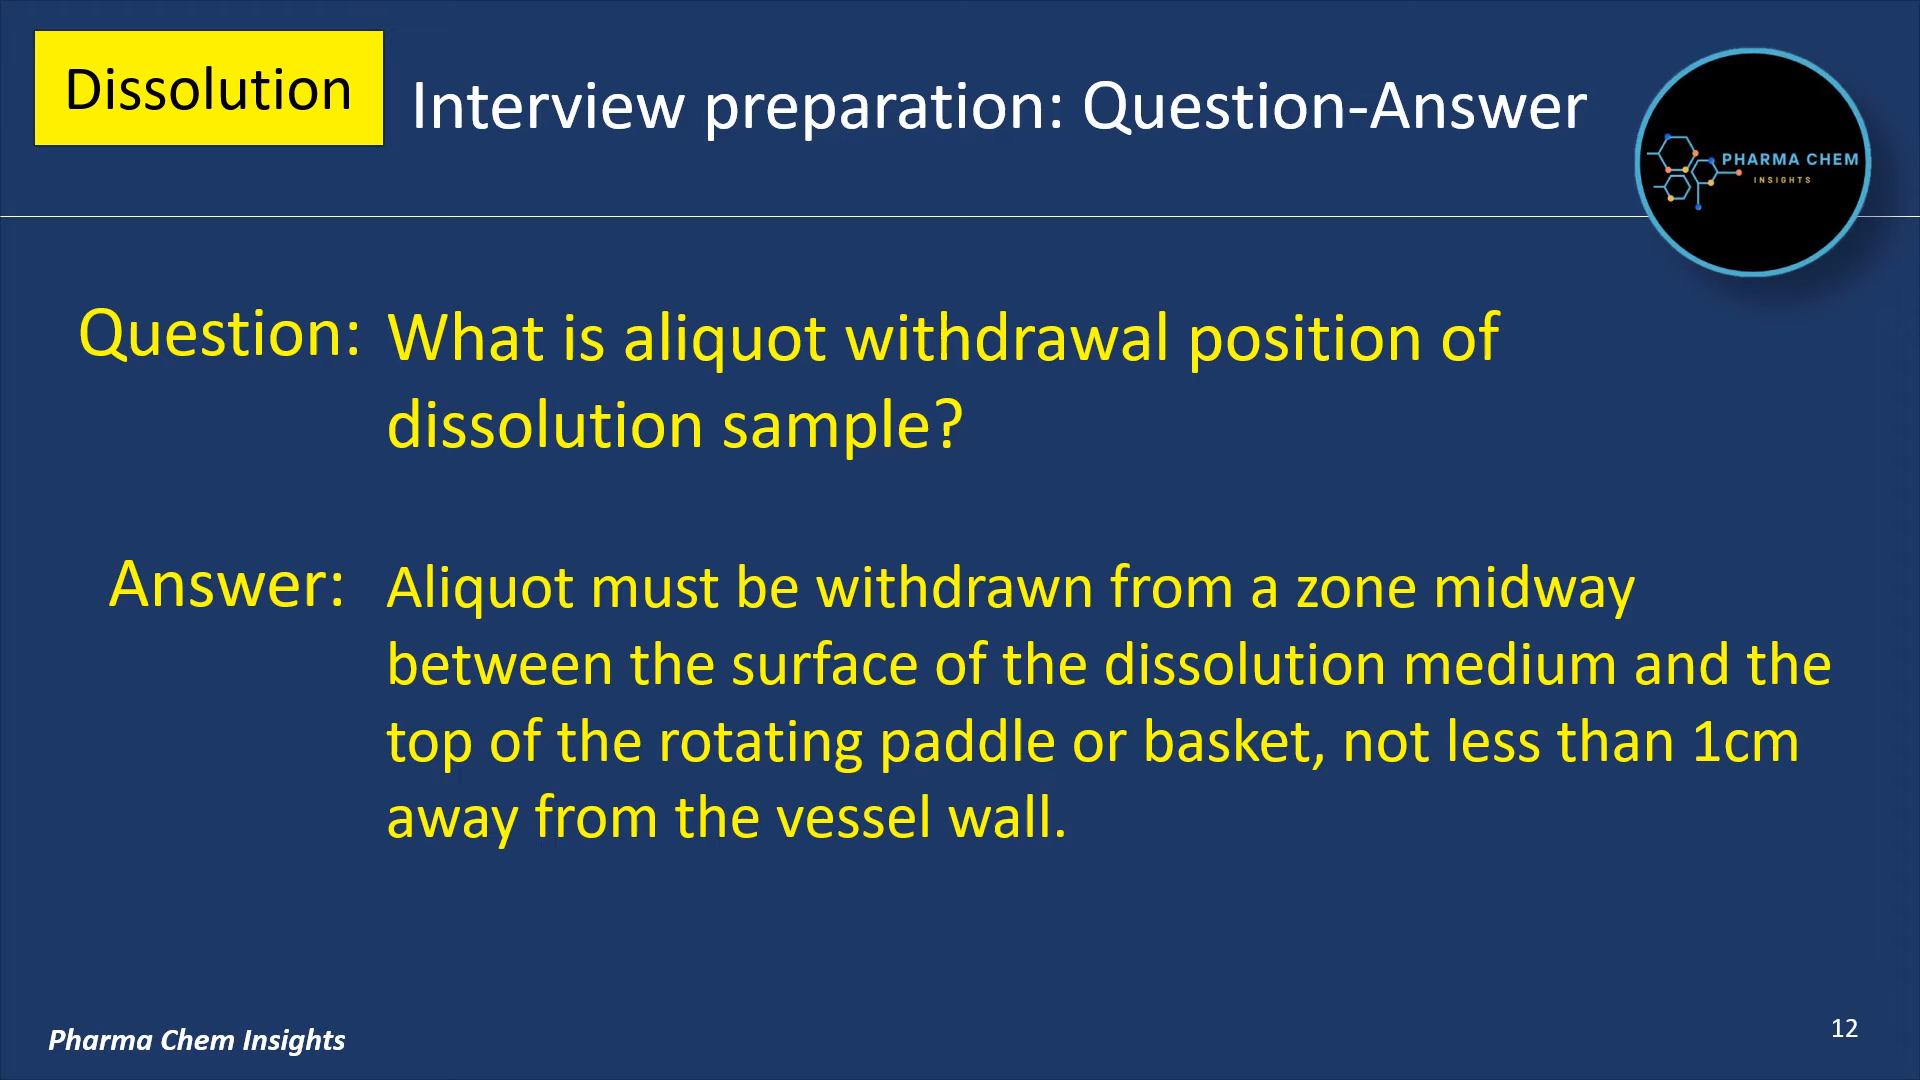 Dissolution
Interview preparation: Question-Answer
PHARMA CHEM
INSIGHTS
Question: What is aliquot withdrawal position of
dissolution sample?
Answer: Aliquot must be withdrawn from a zone midway
between the surface of the dissolution medium and the
top of the rotating paddle or basket, not less than 1cm
away from the vessel wall.
Pharma Chem Insights
12